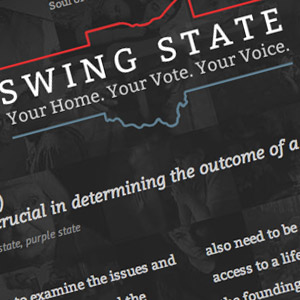 SWING STATE
Your Home. Your Vote. Your Voice.
)
crucial in determining the outcome of a
state, purple state
to examine the issues and
also need to be
access to a life
the founding